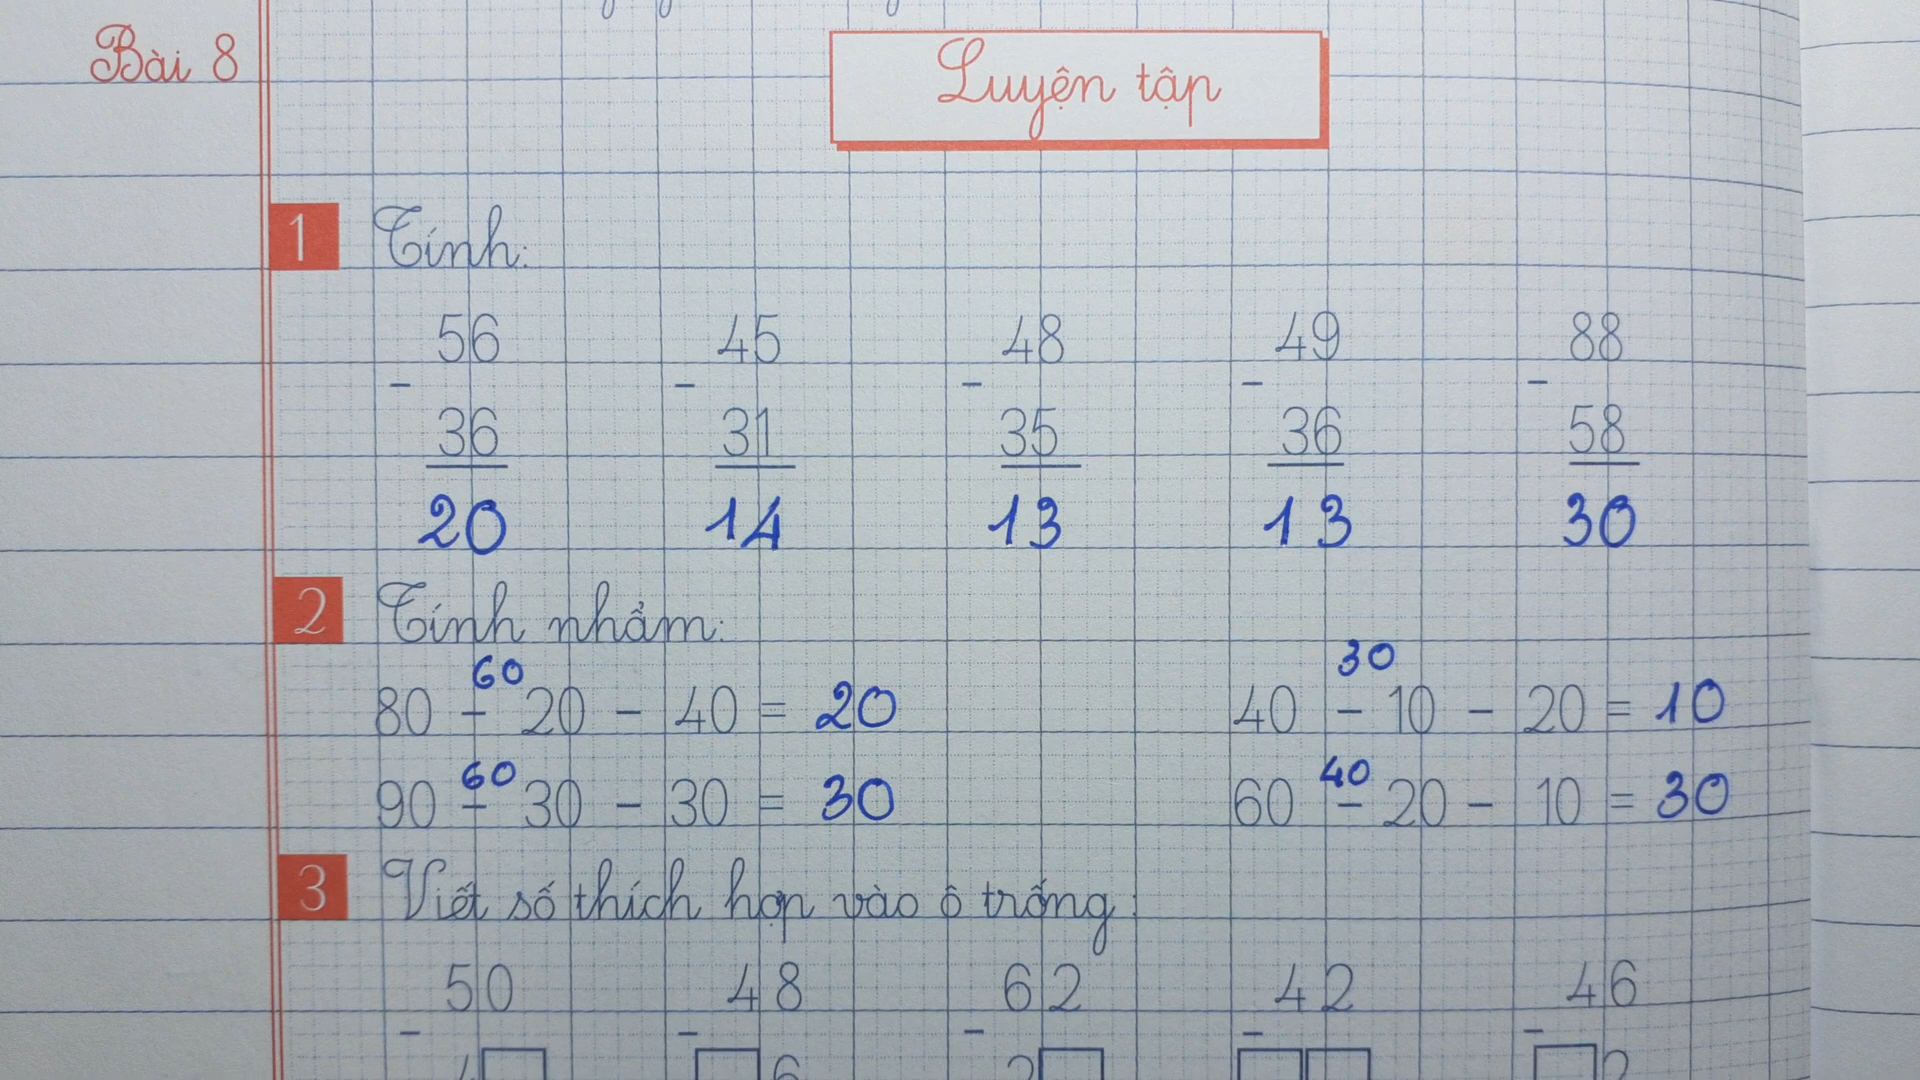 Bài 8
Luyện tập
1 Tính:
56 45 48 49 88
- - - - -
36 31 35 36 58
20 14 13 13 30
2 Tính nhẩm:
60 30
80 - 20 - 40 = 20 40 - 10 - 20 = 10
60 40
90 - 30 - 30 = 30 60 - 20 - 10 = 30
3 Viết số thích hợp vào ô trống:
50 48 62 42 46
- - - - -